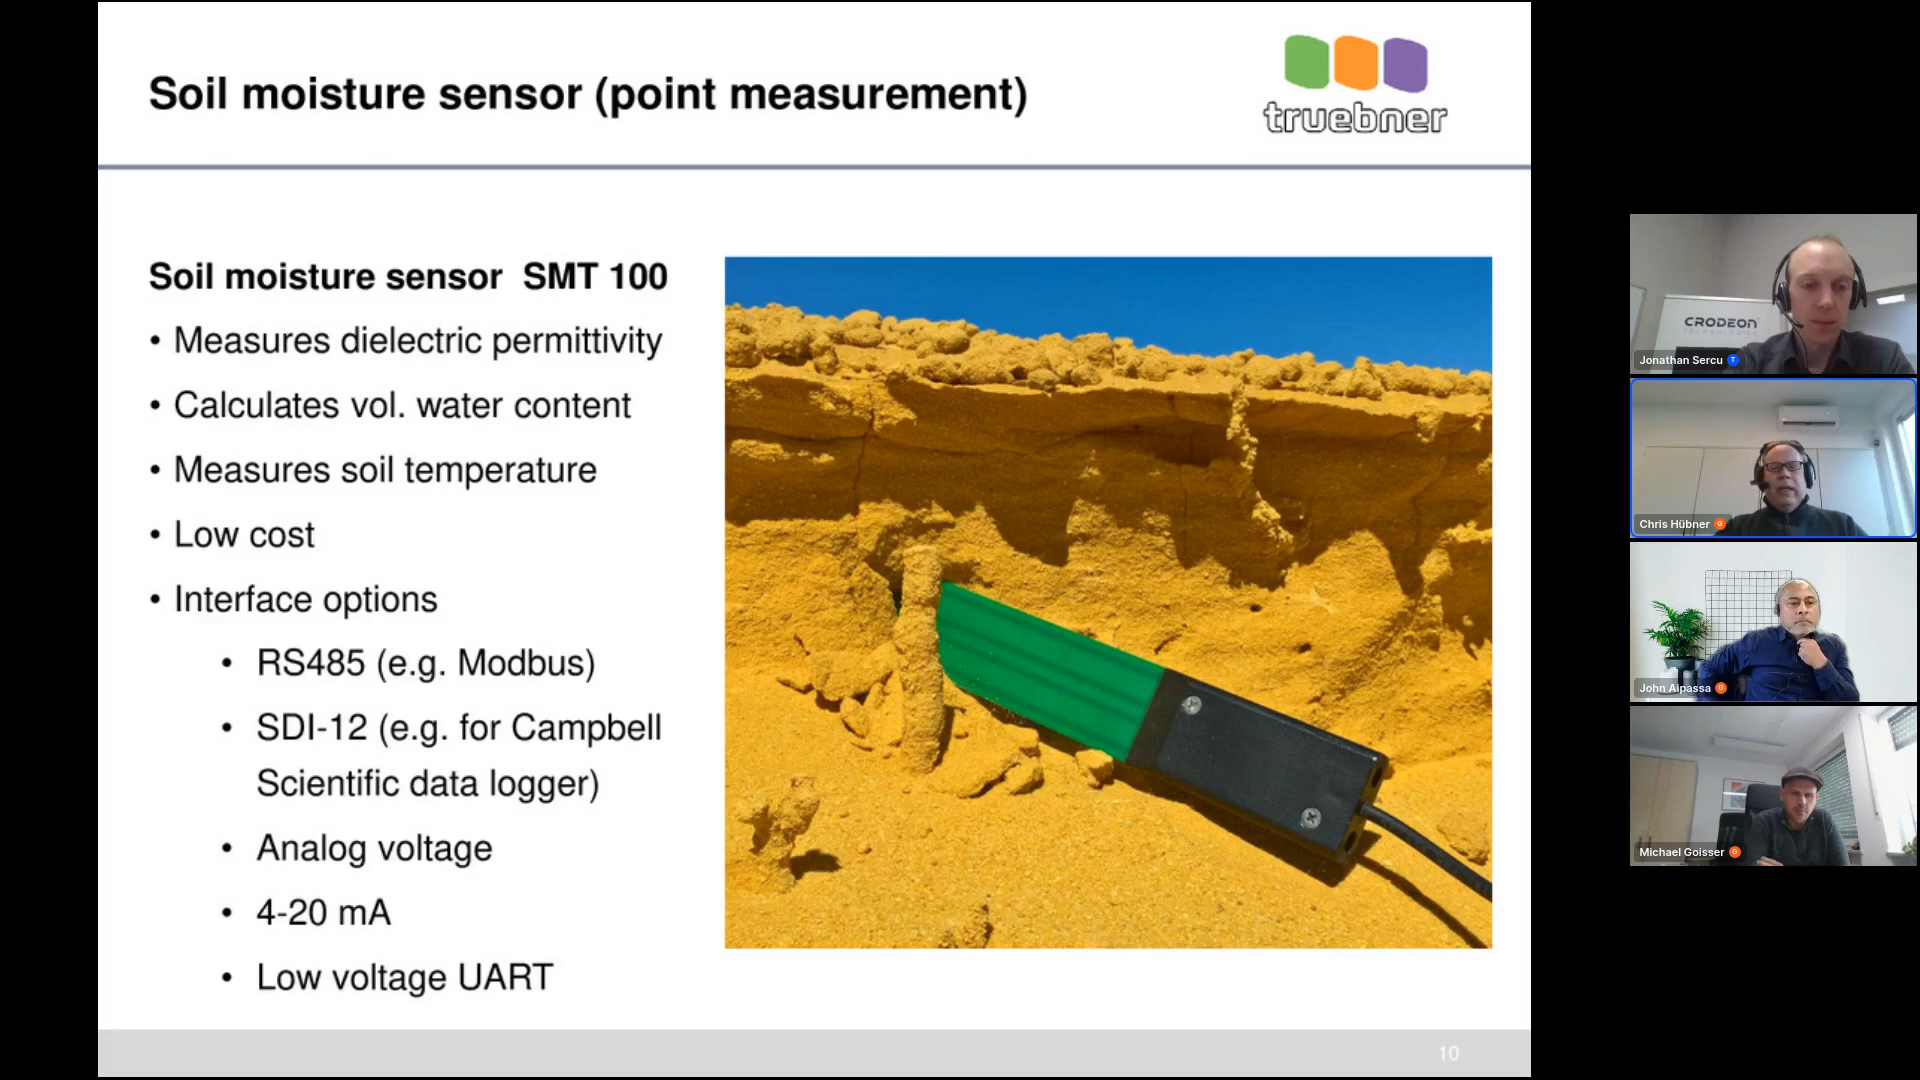 Soil moisture sensor (point measurement)
truebner
Soil moisture sensor SMT 100
• Measures dielectric permittivity
• Calculates vol. water content
• Measures soil temperature
• Low cost
• Interface options
• RS485 (e.g. Modbus)
• SDI-12 (e.g. for Campbell
Scientific data logger)
• Analog voltage
• 4-20 mA
• Low voltage UART
10
CRODEON
Jonathan Sercu T
Chris Hübner G
John Aipassa G
Michael Goisser G